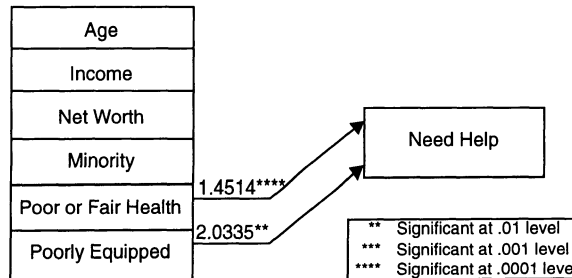 Age
Income
Net Worth
Minority
Poor or Fair Health
Poorly Equipped
1.4514****
2.0335**
Need Help
** Significant at .01 level
*** Significant at .001 level
**** Significant at .0001 level